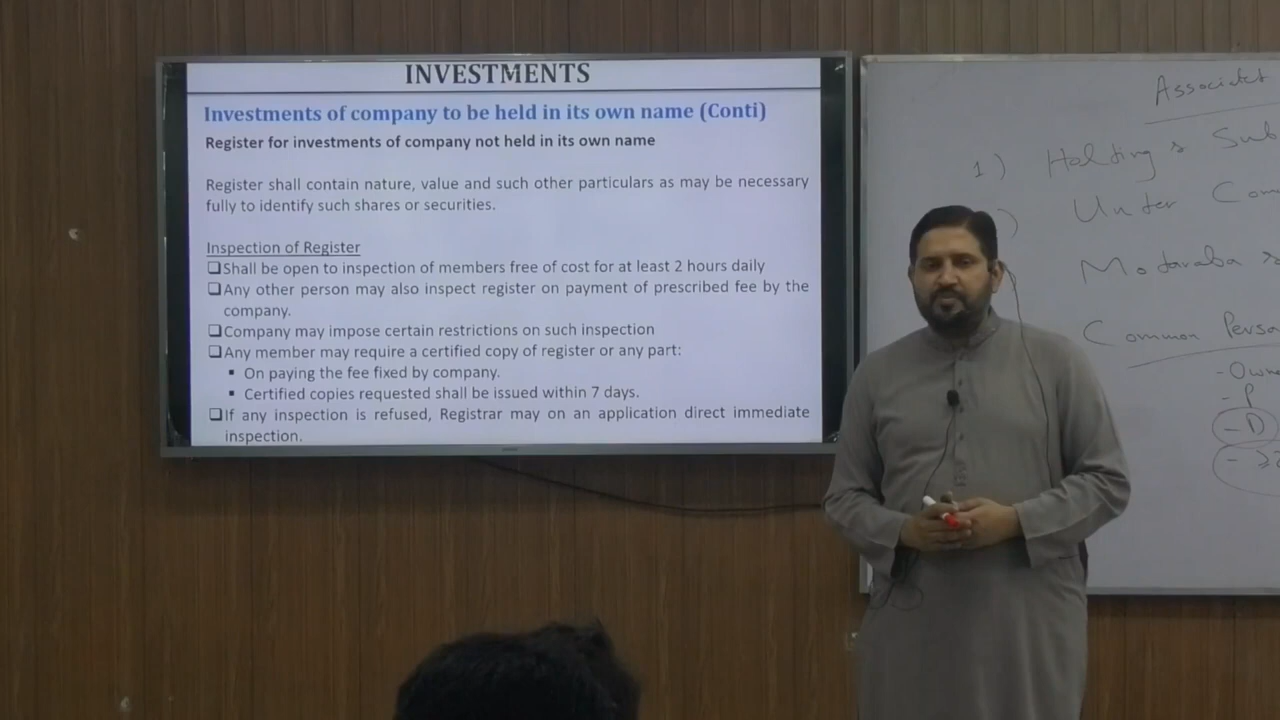 INVESTMENTS
Investments of company to be held in its own name (Conti)
Register for investments of company not held in its own name
Register shall contain nature, value and such other particulars as may be necessary
fully to identify such shares or securities.
Inspection of Register
❑Shall be open to inspection of members free of cost for at least 2 hours daily
❑Any other person may also inspect register on payment of prescribed fee by the
company.
❑Company may impose certain restrictions on such inspection
❑Any member may require a certified copy of register or any part:
▪ On paying the fee fixed by company.
▪ Certified copies requested shall be issued within 7 days.
❑If any inspection is refused, Registrar may on an application direct immediate
inspection.
1) Holding &
Under
Common
- P
- D